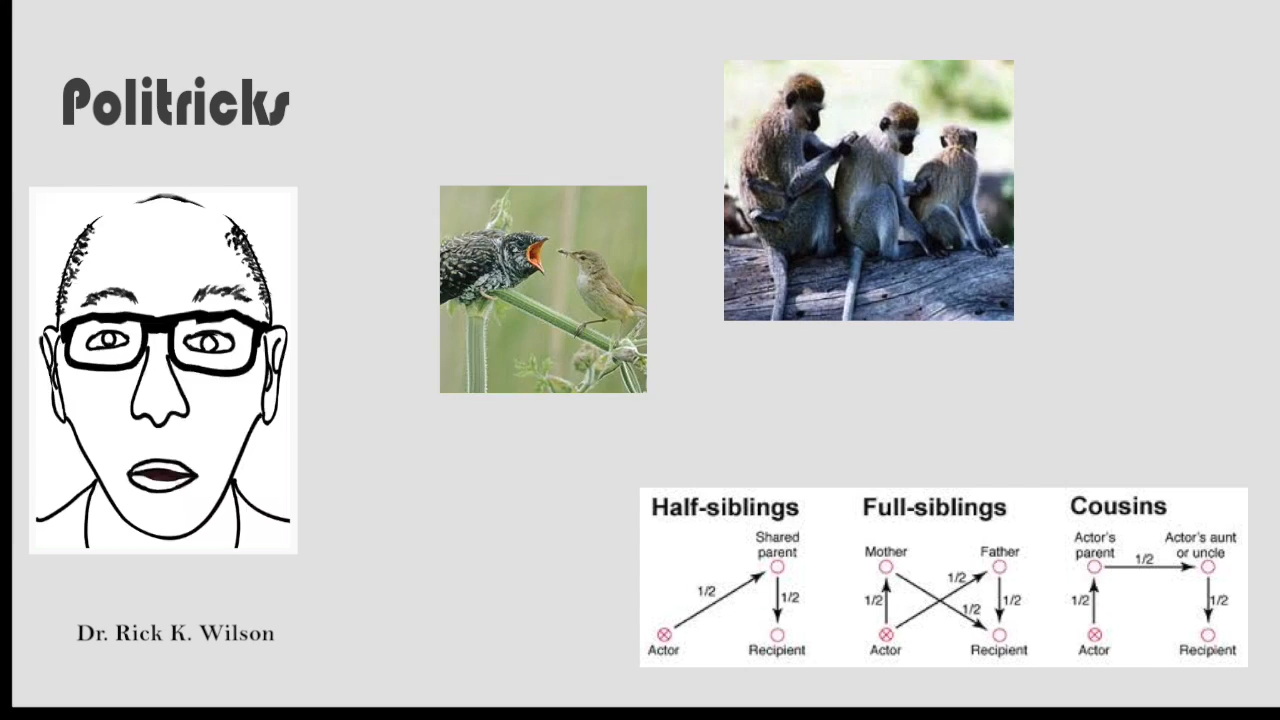 Politricks
Dr. Rick K. Wilson
Half-siblings
Shared
parent
1/2
1/2
Actor
Recipient
Full-siblings
Mother
Father
1/2
1/2
1/2
1/2
Actor
Recipient
Cousins
Actor's
parent
Actor's aunt
or uncle
1/2
1/2
1/2
Actor
Recipient